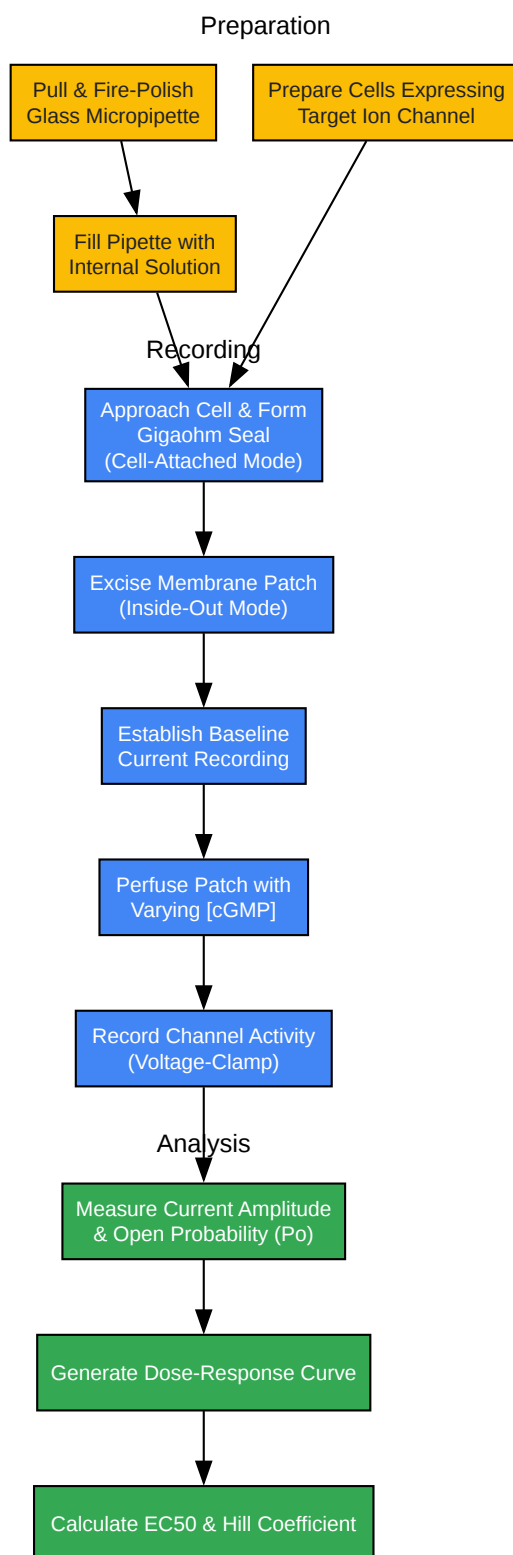 Preparation
Pull & Fire-Polish
Glass Micropipette
Prepare Cells Expressing
Target Ion Channel
Fill Pipette with
Internal Solution
Recording
Approach Cell & Form
Gigaohm Seal
(Cell-Attached Mode)
Excise Membrane Patch
(Inside-Out Mode)
Establish Baseline
Current Recording
Perfuse Patch with
Varying [cGMP]
Record Channel Activity
(Voltage-Clamp)
Analysis
Measure Current Amplitude
& Open Probability (Po)
Generate Dose-Response Curve
Calculate EC50 & Hill Coefficient